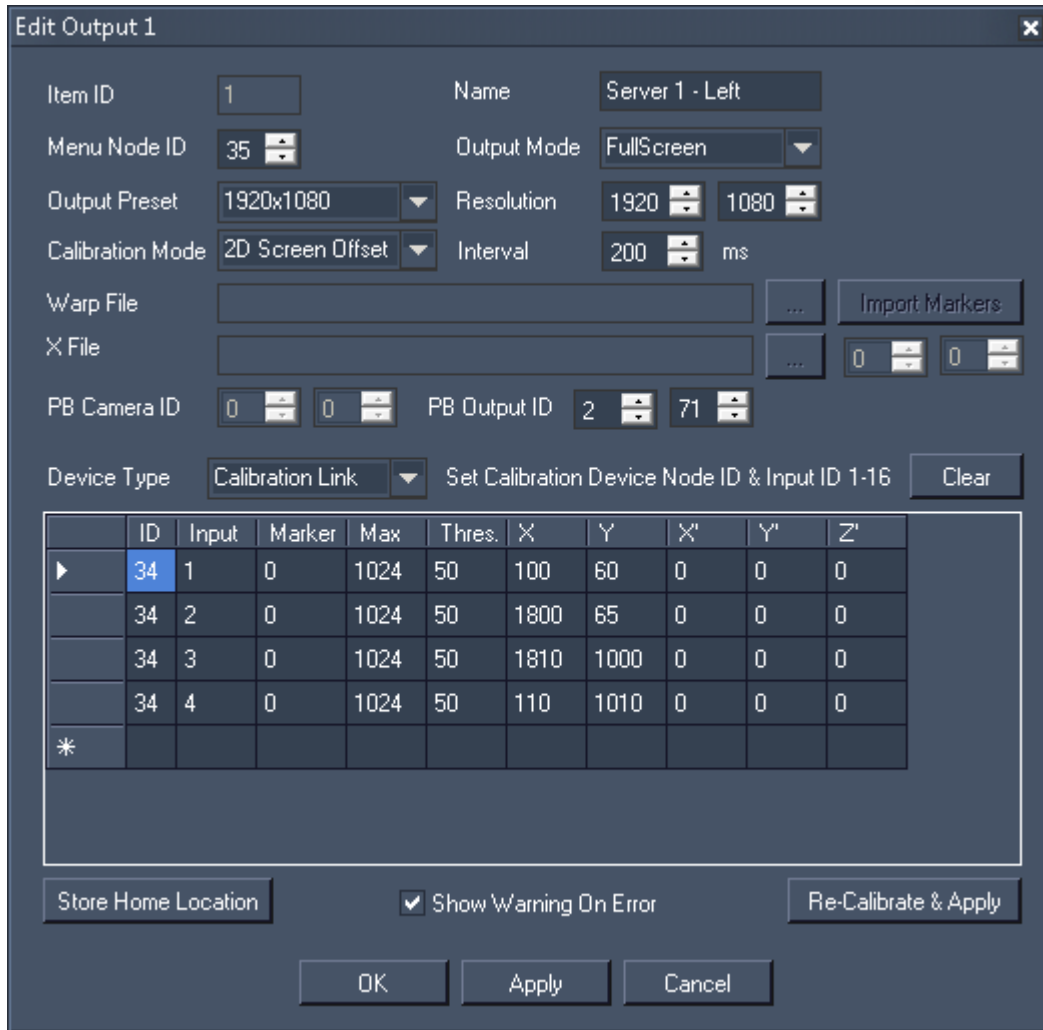 Edit Output 1
Item ID 1 Name Server 1 - Left
Menu Node ID 35 Output Mode FullScreen
Output Preset 1920x1080 Resolution 1920 1080
Calibration Mode 2D Screen Offset Interval 200 ms
Warp File ... Import Markers
X File ... 0 0
PB Camera ID 0 0 PB Output ID 2 71
Device Type Calibration Link Set Calibration Device Node ID & Input ID 1-16 Clear
ID Input Marker Max Thres. X Y X' Y' Z'
34 1 0 1024 50 100 60 0 0 0
34 2 0 1024 50 1800 65 0 0 0
34 3 0 1024 50 1810 1000 0 0 0
34 4 0 1024 50 110 1010 0 0 0
Store Home Location Show Warning On Error Re-Calibrate & Apply
OK Apply Cancel